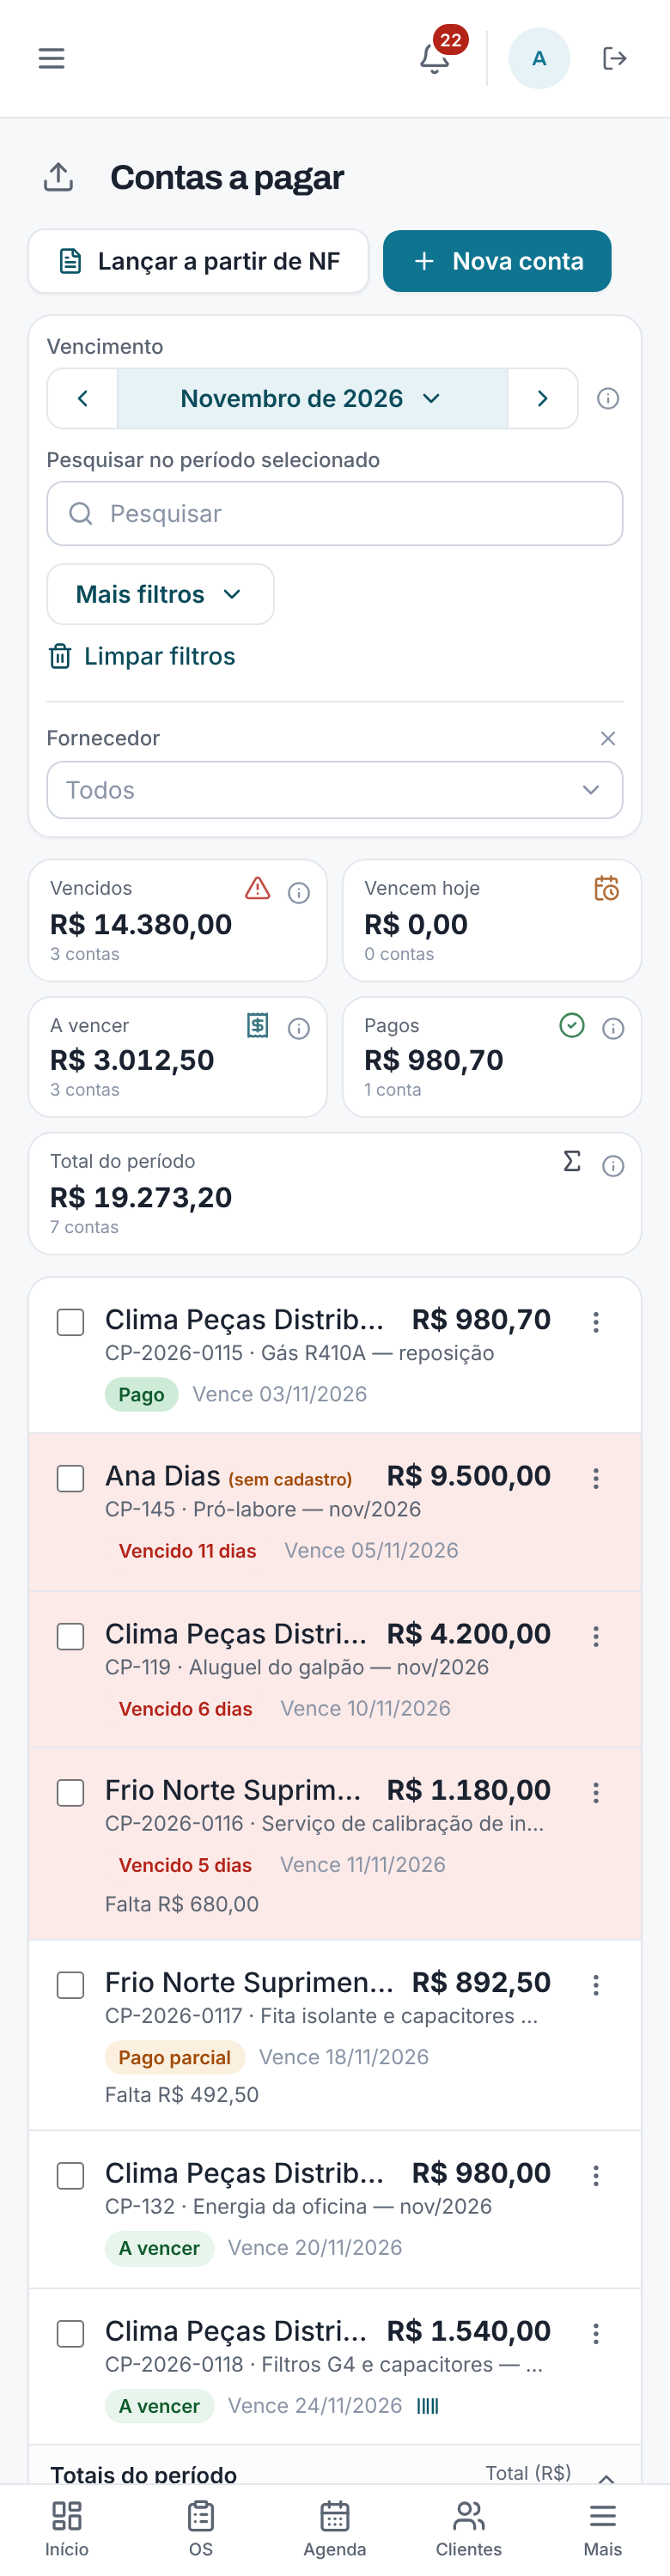 22
A
Contas a pagar
Lançar a partir de NF
Nova conta
Vencimento
Novembro de 2026
Pesquisar no período selecionado
Pesquisar
Mais filtros
Limpar filtros
Fornecedor
Todos
Vencidos
R$ 14.380,00
3 contas
Vencem hoje
R$ 0,00
0 contas
A vencer
R$ 3.012,50
3 contas
Pagos
R$ 980,70
1 conta
Total do período
R$ 19.273,20
7 contas
Clima Peças Distrib... R$ 980,70
CP-2026-0115 · Gás R410A — reposição
Pago Vence 03/11/2026
Ana Dias (sem cadastro) R$ 9.500,00
CP-145 · Pró-labore — nov/2026
Vencido 11 dias Vence 05/11/2026
Clima Peças Distri... R$ 4.200,00
CP-119 · Aluguel do galpão — nov/2026
Vencido 6 dias Vence 10/11/2026
Frio Norte Suprim... R$ 1.180,00
CP-2026-0116 · Serviço de calibração de in...
Vencido 5 dias Vence 11/11/2026
Falta R$ 680,00
Frio Norte Suprimen... R$ 892,50
CP-2026-0117 · Fita isolante e capacitores ...
Pago parcial Vence 18/11/2026
Falta R$ 492,50
Clima Peças Distrib... R$ 980,00
CP-132 · Energia da oficina — nov/2026
A vencer Vence 20/11/2026
Clima Peças Distri... R$ 1.540,00
CP-2026-0118 · Filtros G4 e capacitores — ...
A vencer Vence 24/11/2026
Totais do período Total (R$)
Início OS Agenda Clientes Mais